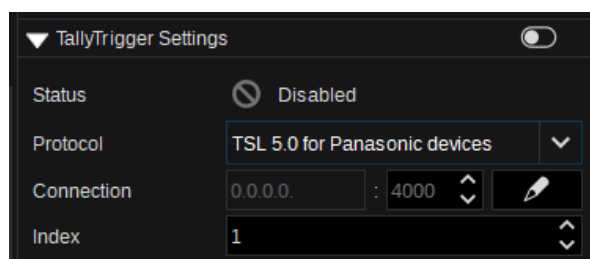 TallyTrigger Settings
Status Disabled
Protocol TSL 5.0 for Panasonic devices
Connection 0.0.0.0. : 4000
Index 1